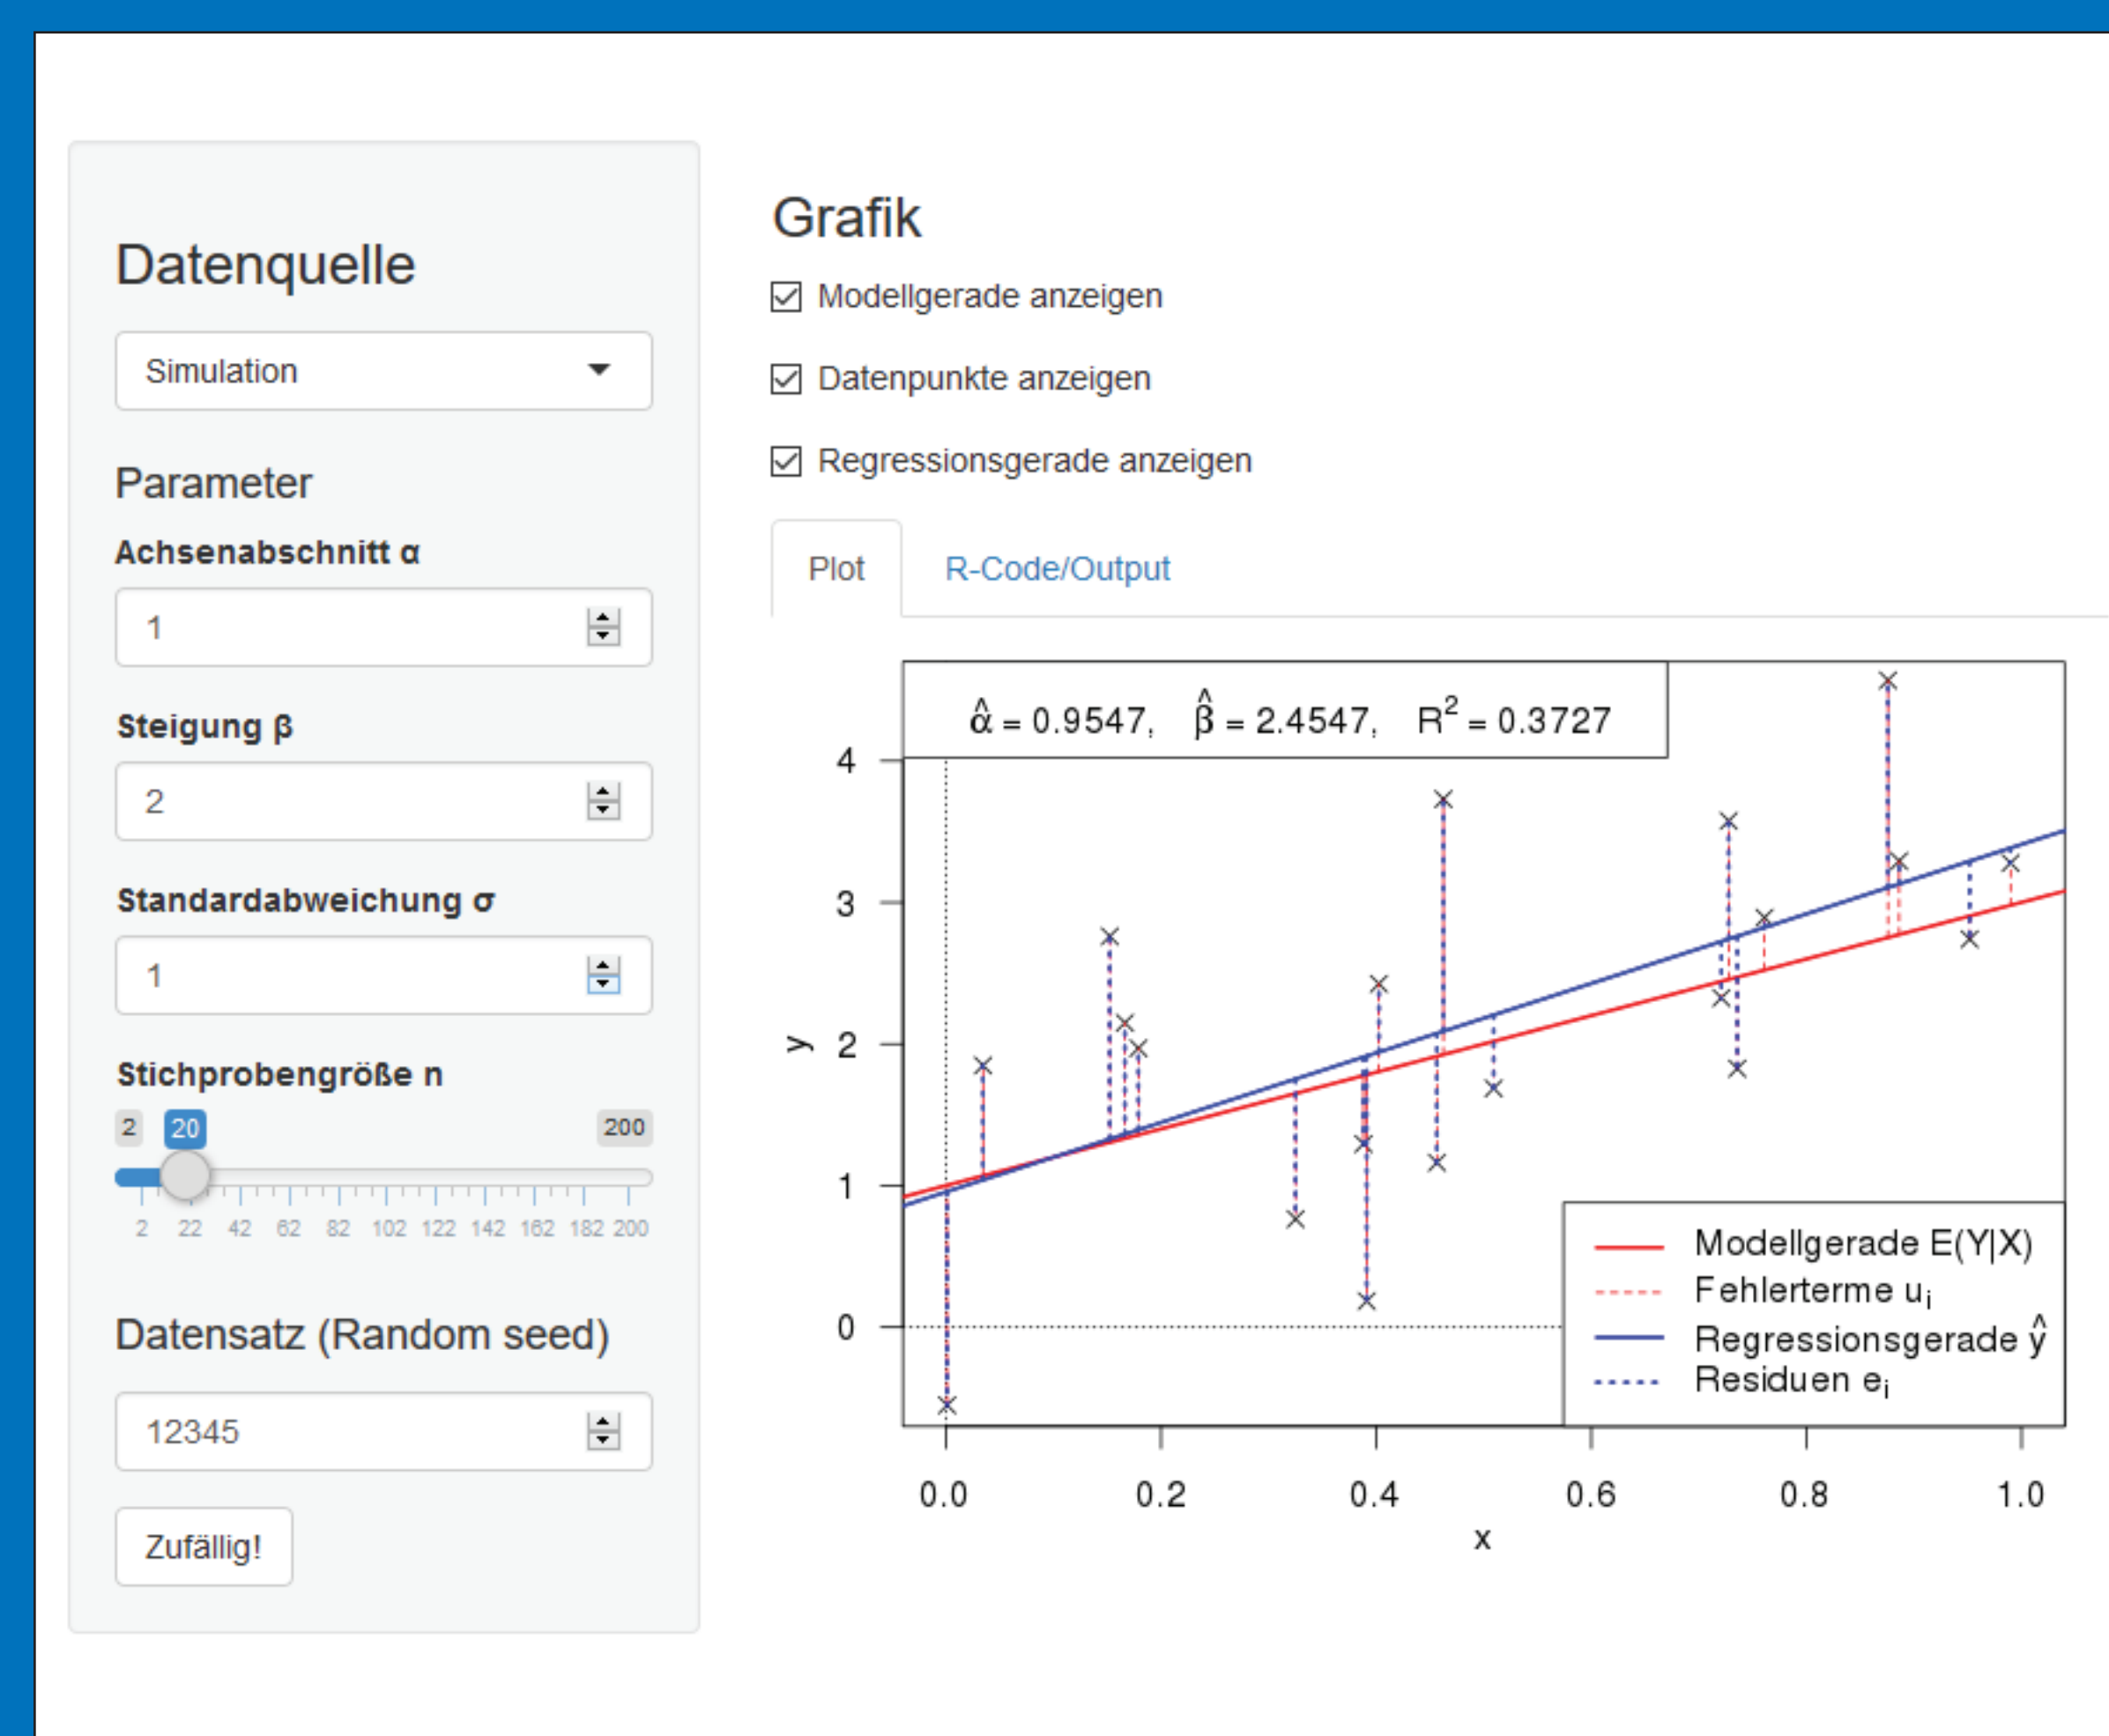 Datenquelle
Simulation
Parameter
Achsenabschnitt α
1
Steigung β
2
Standardabweichung σ
1
Stichprobengröße n
2 20 200
2 22 42 62 82 102 122 142 162 182 200
Datensatz (Random seed)
12345
Zufällig!
Grafik
Modellgerade anzeigen
Datenpunkte anzeigen
Regressionsgerade anzeigen
Plot R-Code/Output
α̂ = 0.9547, β̂ = 2.4547, R² = 0.3727
4
3
2
1
0
y
Modellgerade E(Y|X)
Fehlerterme uᵢ
Regressionsgerade ŷ
Residuen eᵢ
0.0 0.2 0.4 0.6 0.8 1.0
x